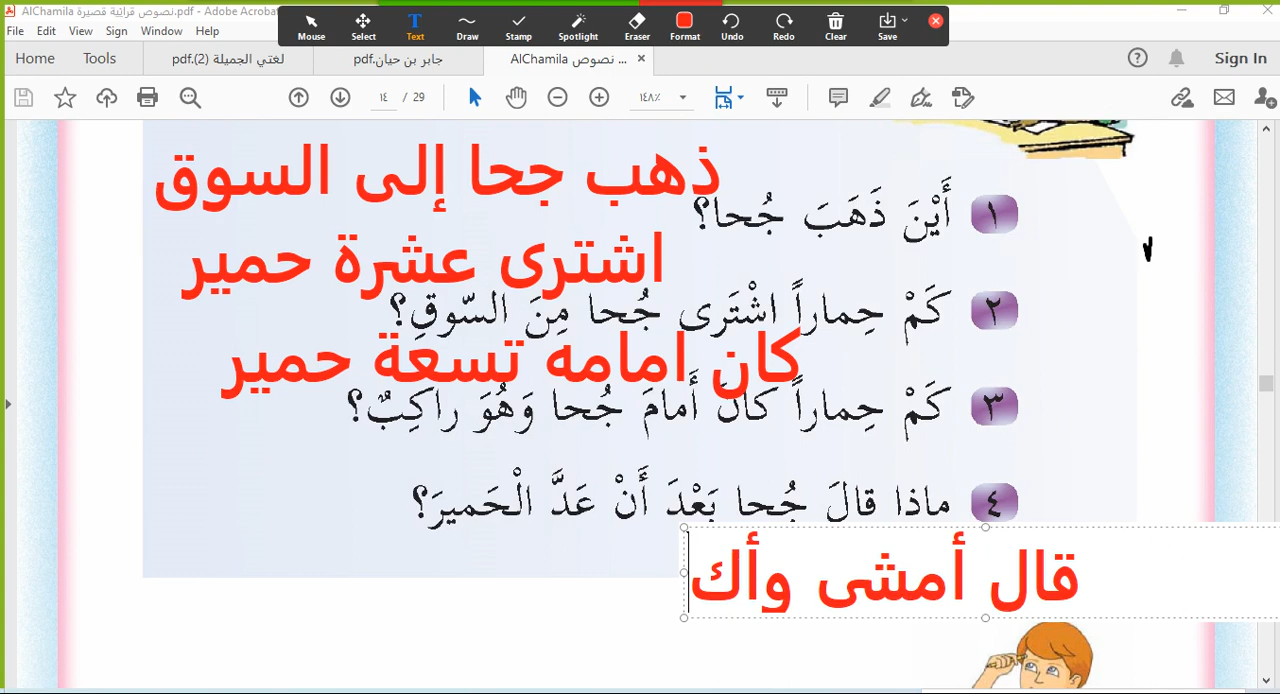 AlChamila نصوص قرائية قصيرة.pdf - Adobe Acrobat
File Edit View Sign Window Help
Mouse Select Text Draw Stamp Spotlight Eraser Format Undo Redo Clear Save
Home Tools لغتي الجميلة (2).pdf جابر بن حيان.pdf AlChamila نصوص ... × Sign In
١٤ / 29 ١٤٨٪
ذهب جحا إلى السوق
١ أَيْنَ ذَهَبَ جُحا؟
اشترى عشرة حمير
٢ كَمْ حِماراً اشْتَرى جُحا مِنَ السّوقِ؟
كان امامه تسعة حمير
٣ كَمْ حِماراً كانَ أَمامَ جُحا وَهُوَ راكِبٌ؟
٤ ماذا قالَ جُحا بَعْدَ أَنْ عَدَّ الْحَميرَ؟
قال أمشى وأك